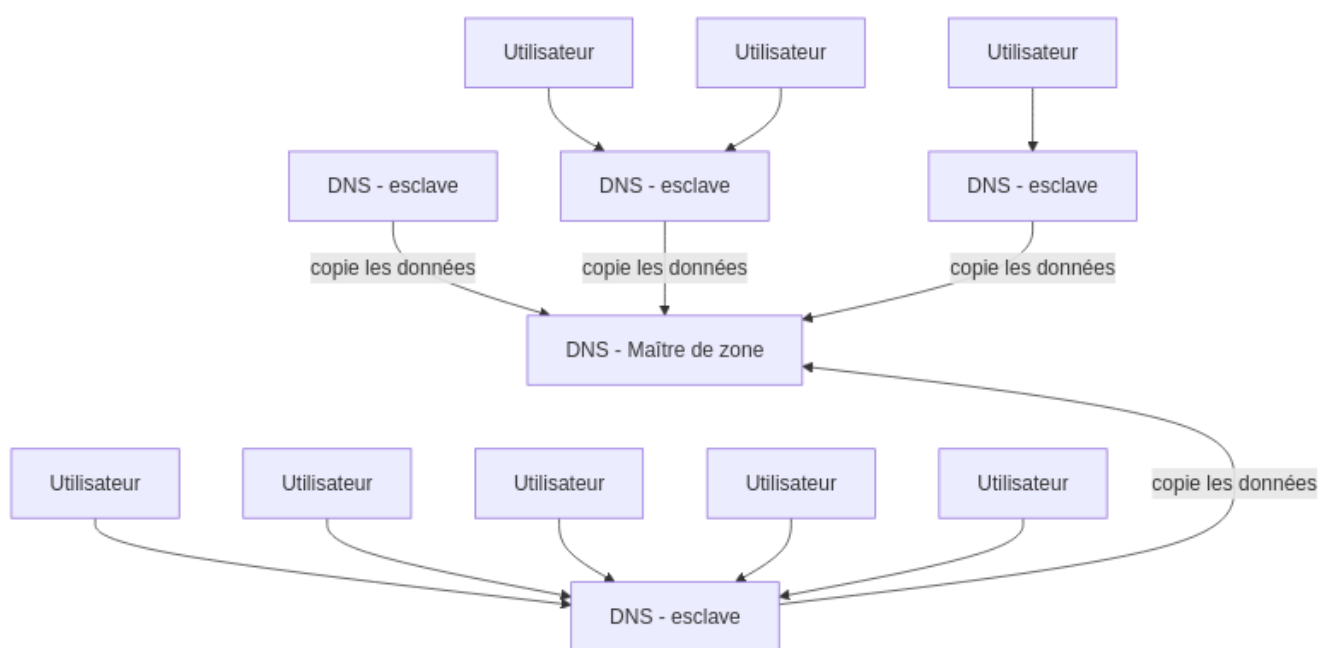 Utilisateur
Utilisateur
Utilisateur
DNS - esclave
DNS - esclave
DNS - esclave
copie les données
copie les données
copie les données
DNS - Maître de zone
Utilisateur
Utilisateur
Utilisateur
Utilisateur
Utilisateur
copie les données
DNS - esclave